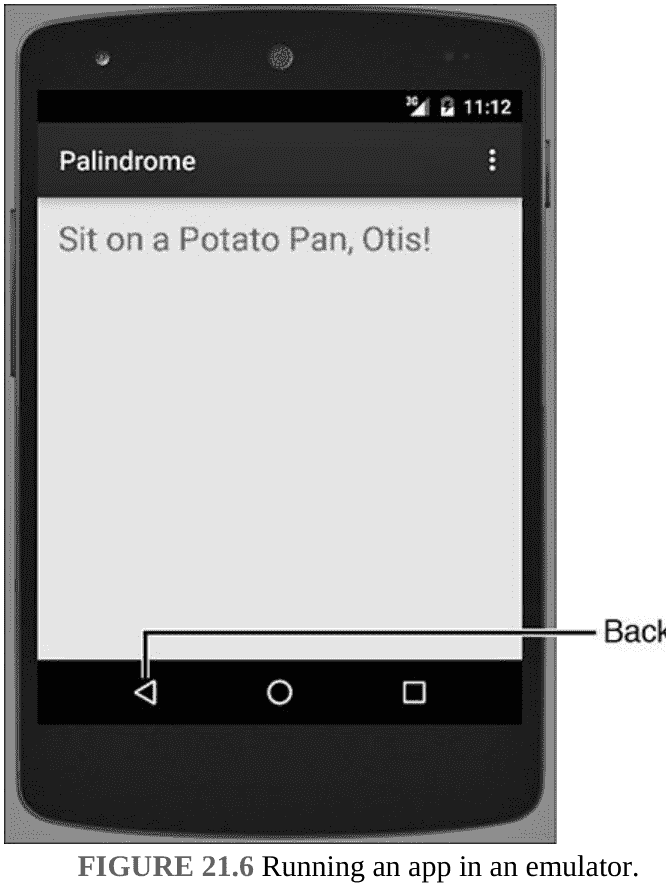 3G 11:12
Palindrome
Sit on a Potato Pan, Otis!
Back
FIGURE 21.6 Running an app in an emulator.